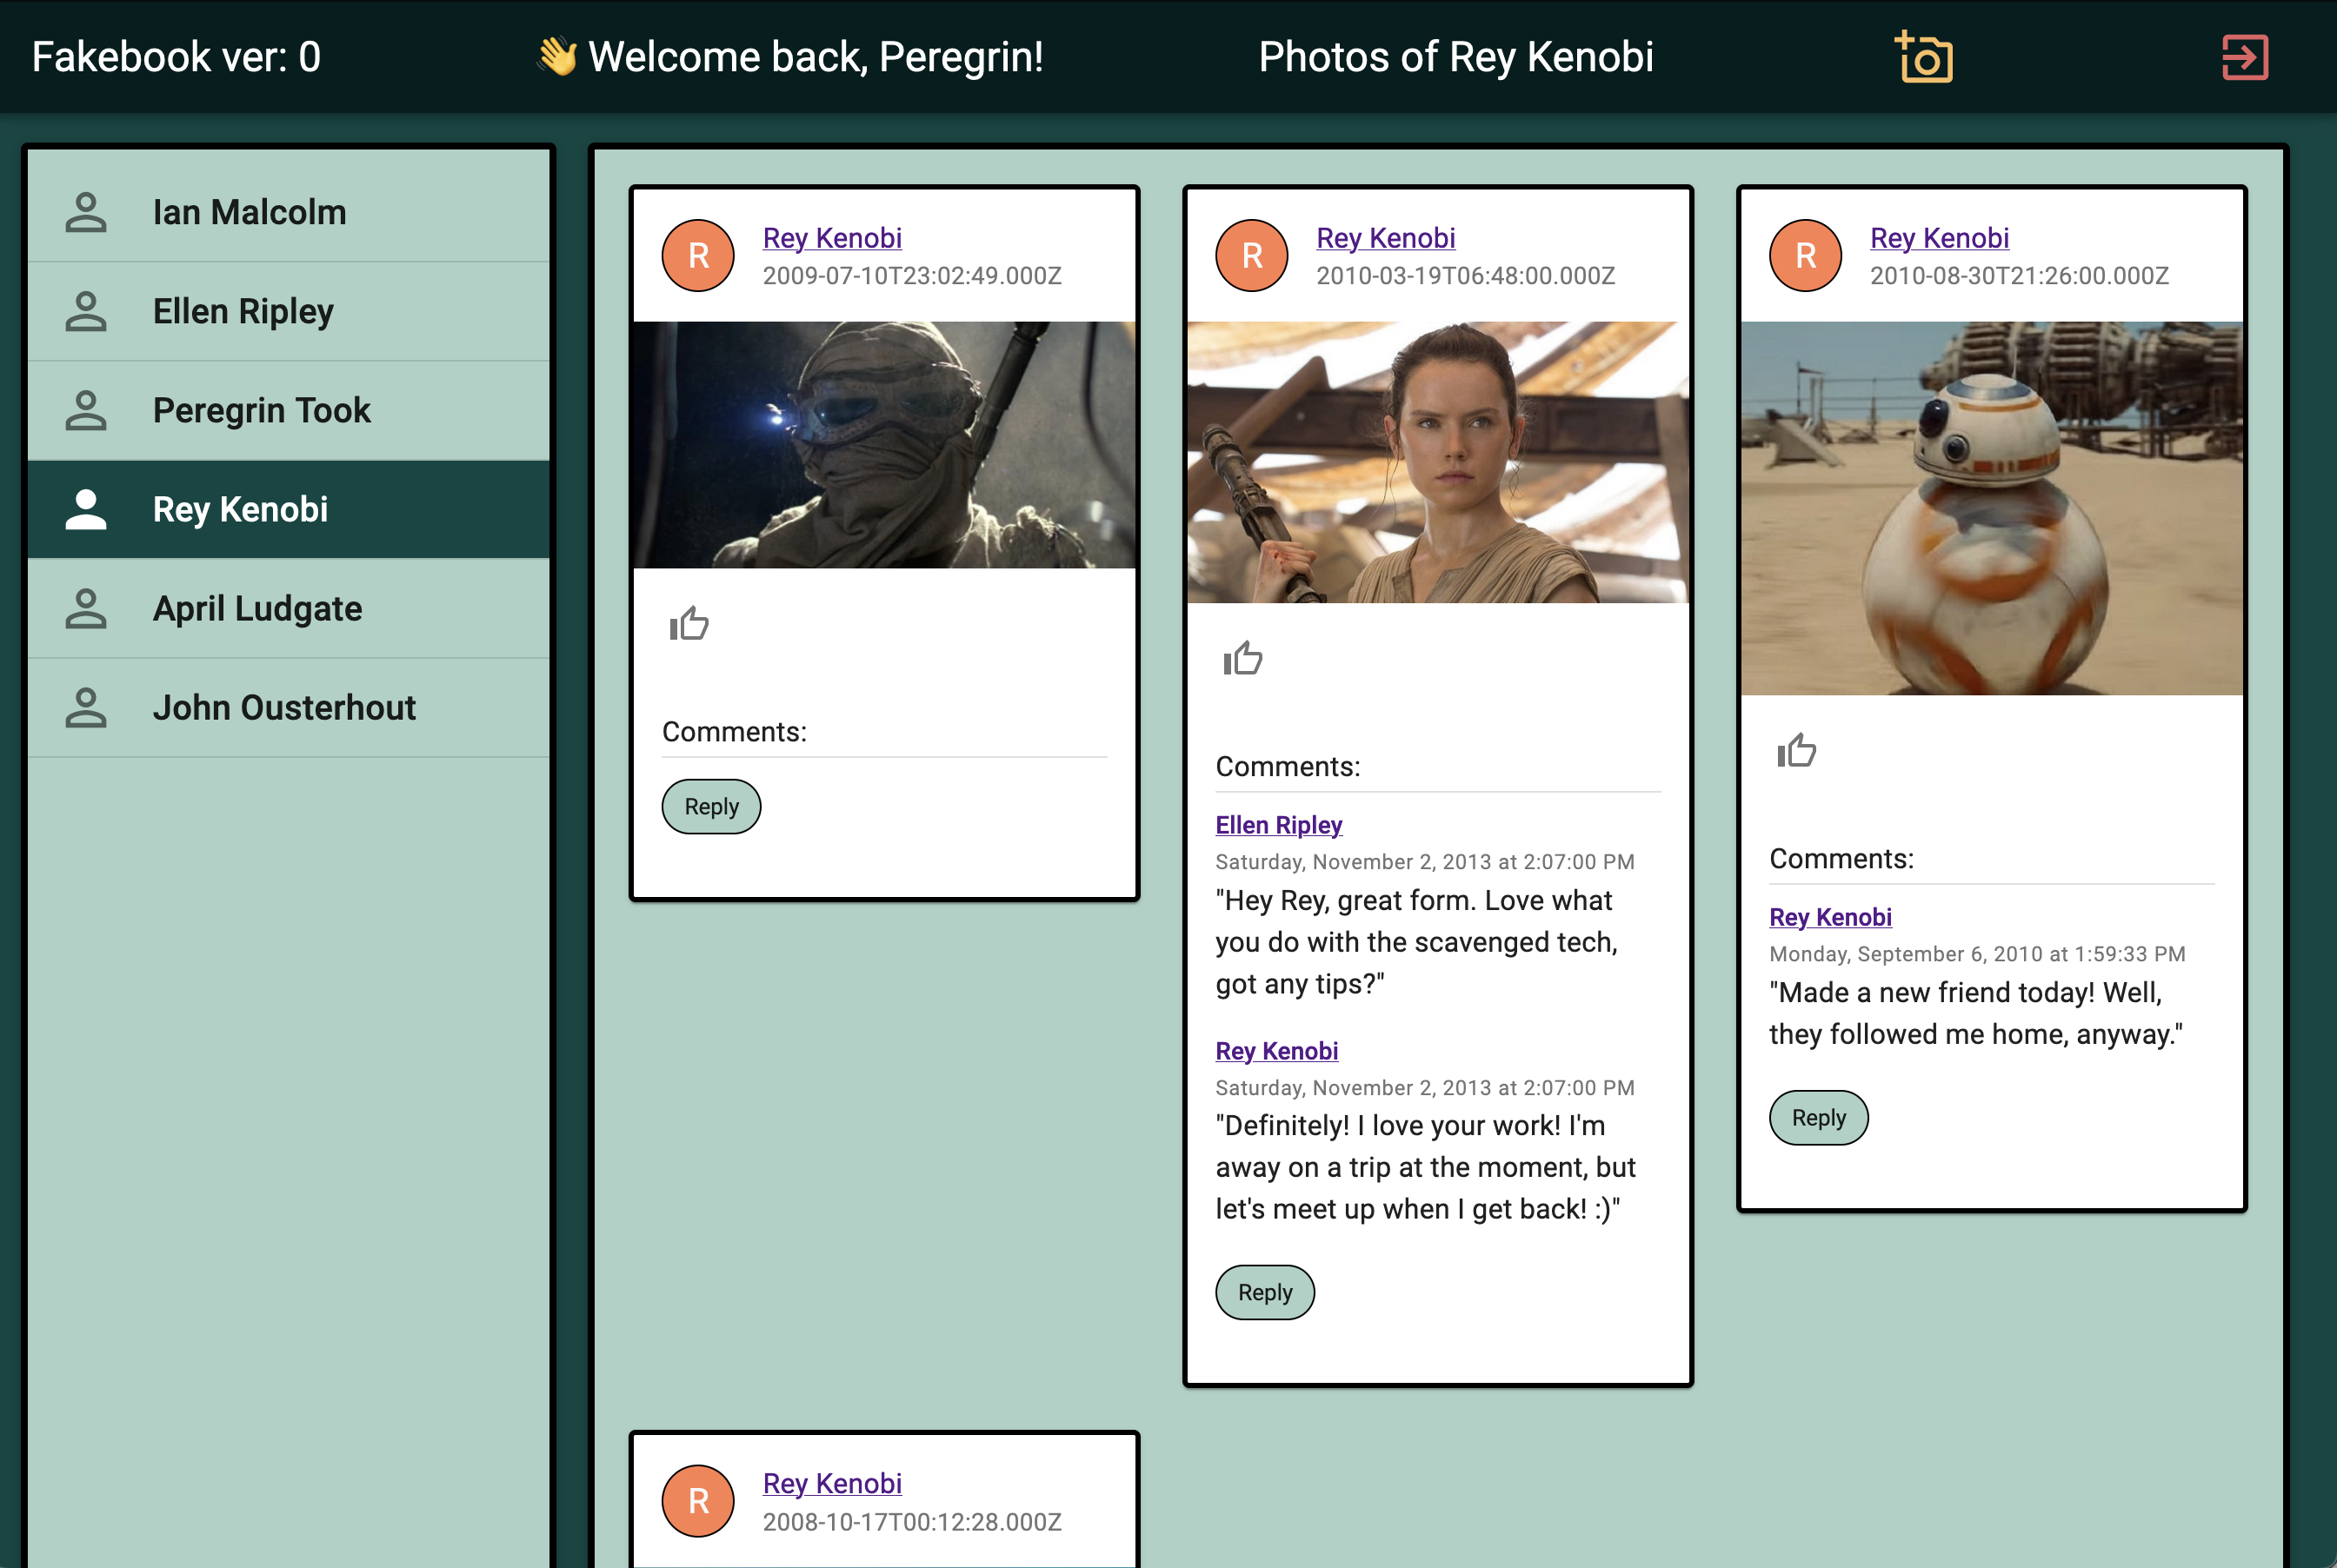 Fakebook ver: 0
👋 Welcome back, Peregrin!
Photos of Rey Kenobi
Ian Malcolm
Ellen Ripley
Peregrin Took
Rey Kenobi
April Ludgate
John Ousterhout
R
Rey Kenobi
2009-07-10T23:02:49.000Z
Comments:
Reply
R
Rey Kenobi
2010-03-19T06:48:00.000Z
Comments:
Ellen Ripley
Saturday, November 2, 2013 at 2:07:00 PM
"Hey Rey, great form. Love what
you do with the scavenged tech,
got any tips?"
Rey Kenobi
Saturday, November 2, 2013 at 2:07:00 PM
"Definitely! I love your work! I'm
away on a trip at the moment, but
let's meet up when I get back! :)"
Reply
R
Rey Kenobi
2010-08-30T21:26:00.000Z
Comments:
Rey Kenobi
Monday, September 6, 2010 at 1:59:33 PM
"Made a new friend today! Well,
they followed me home, anyway."
Reply
R
Rey Kenobi
2008-10-17T00:12:28.000Z